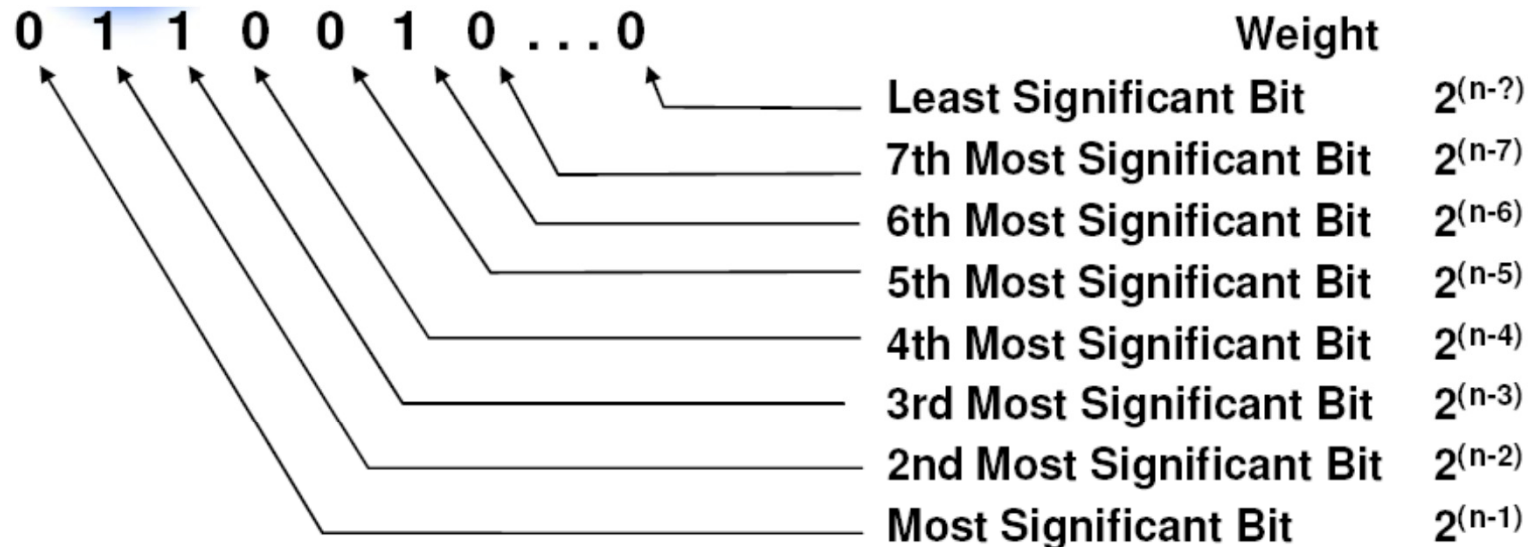 0 1 1 0 0 1 0 . . . 0 Weight
Least Significant Bit 2(n-?)
7th Most Significant Bit 2(n-7)
6th Most Significant Bit 2(n-6)
5th Most Significant Bit 2(n-5)
4th Most Significant Bit 2(n-4)
3rd Most Significant Bit 2(n-3)
2nd Most Significant Bit 2(n-2)
Most Significant Bit 2(n-1)